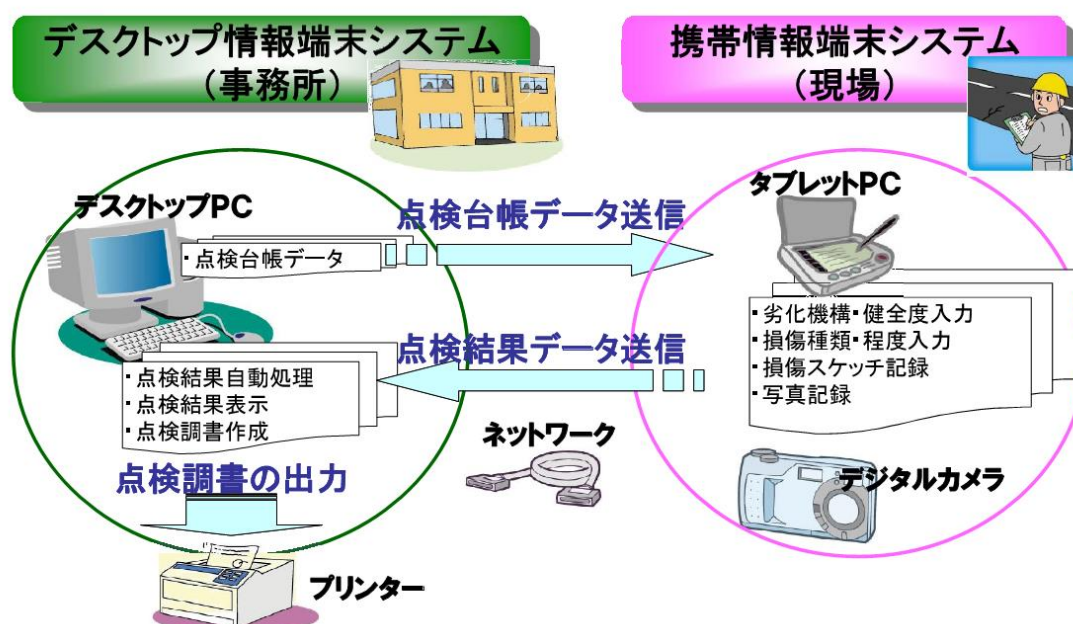 デスクトップ情報端末システム
（事務所）
携帯情報端末システム
（現場）
デスクトップPC
・点検台帳データ
点検台帳データ送信
タブレットPC
・劣化機構・健全度入力
・損傷種類・程度入力
・損傷スケッチ記録
・写真記録
点検結果データ送信
・点検結果自動処理
・点検結果表示
・点検調書作成
ネットワーク
デジタルカメラ
点検調書の出力
プリンター